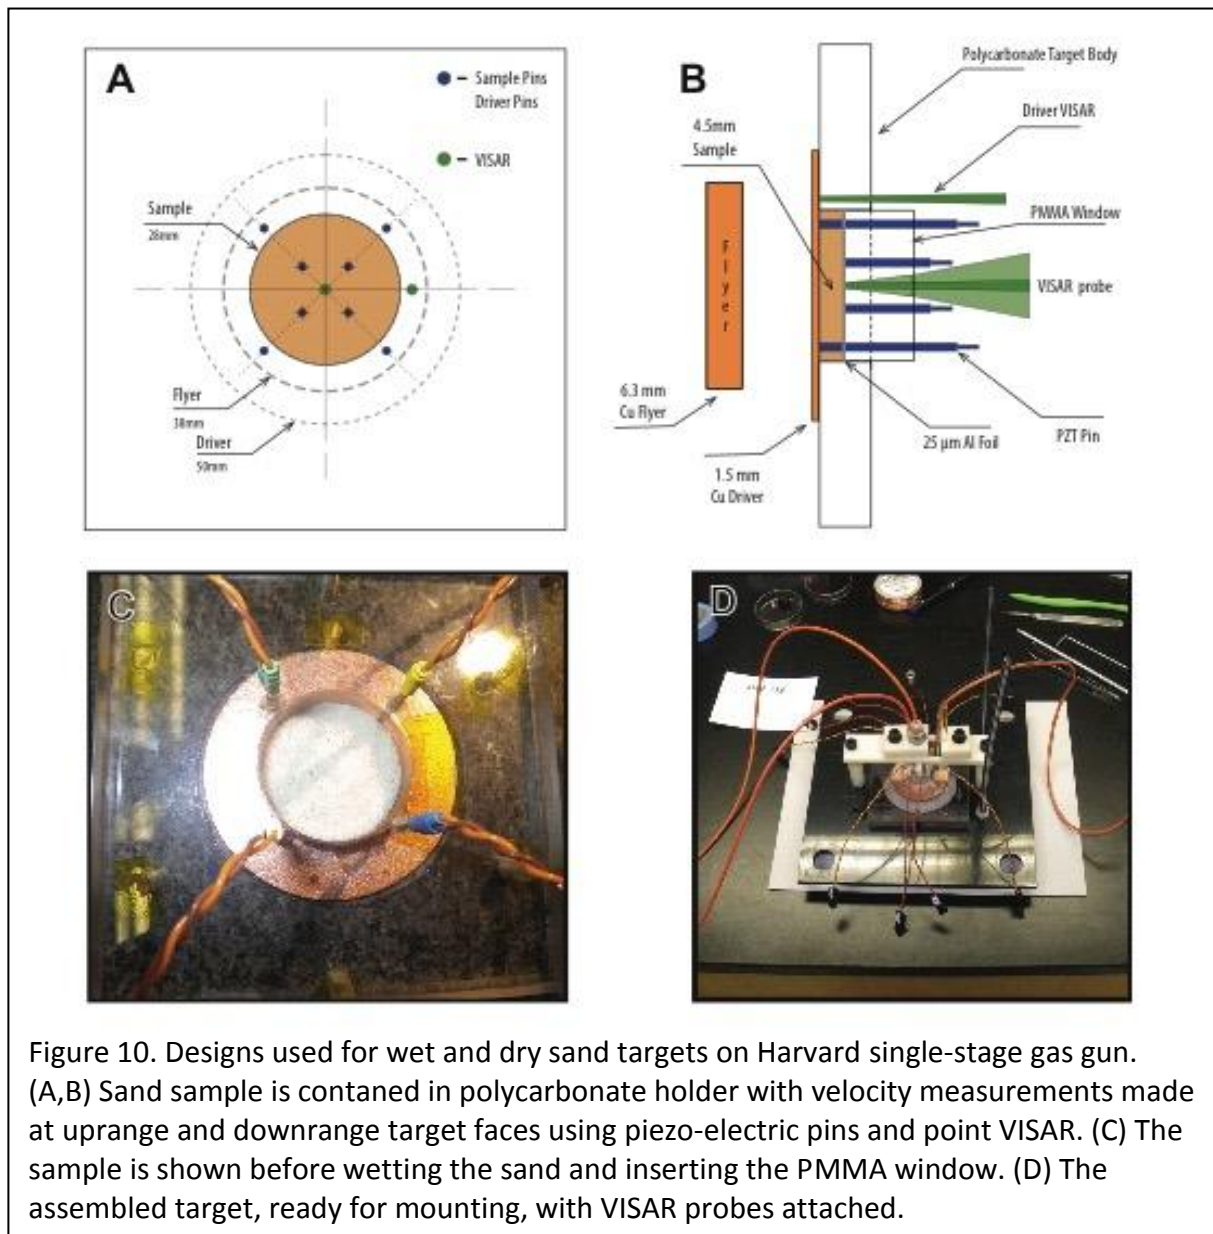 A
Sample Pins
Driver Pins
VISAR
Sample
28mm
Flyer
38mm
Driver
50mm
B
Polycarbonate Target Body
Driver VISAR
4.5mm
Sample
PMMA Window
Flyer
VISAR probe
6.3 mm
Cu Flyer
1.5 mm
Cu Driver
25 µm Al Foil
PZT Pin
C
D
Figure 10. Designs used for wet and dry sand targets on Harvard single-stage gas gun.
(A,B) Sand sample is contaned in polycarbonate holder with velocity measurements made
at uprange and downrange target faces using piezo-electric pins and point VISAR. (C) The
sample is shown before wetting the sand and inserting the PMMA window. (D) The
assembled target, ready for mounting, with VISAR probes attached.